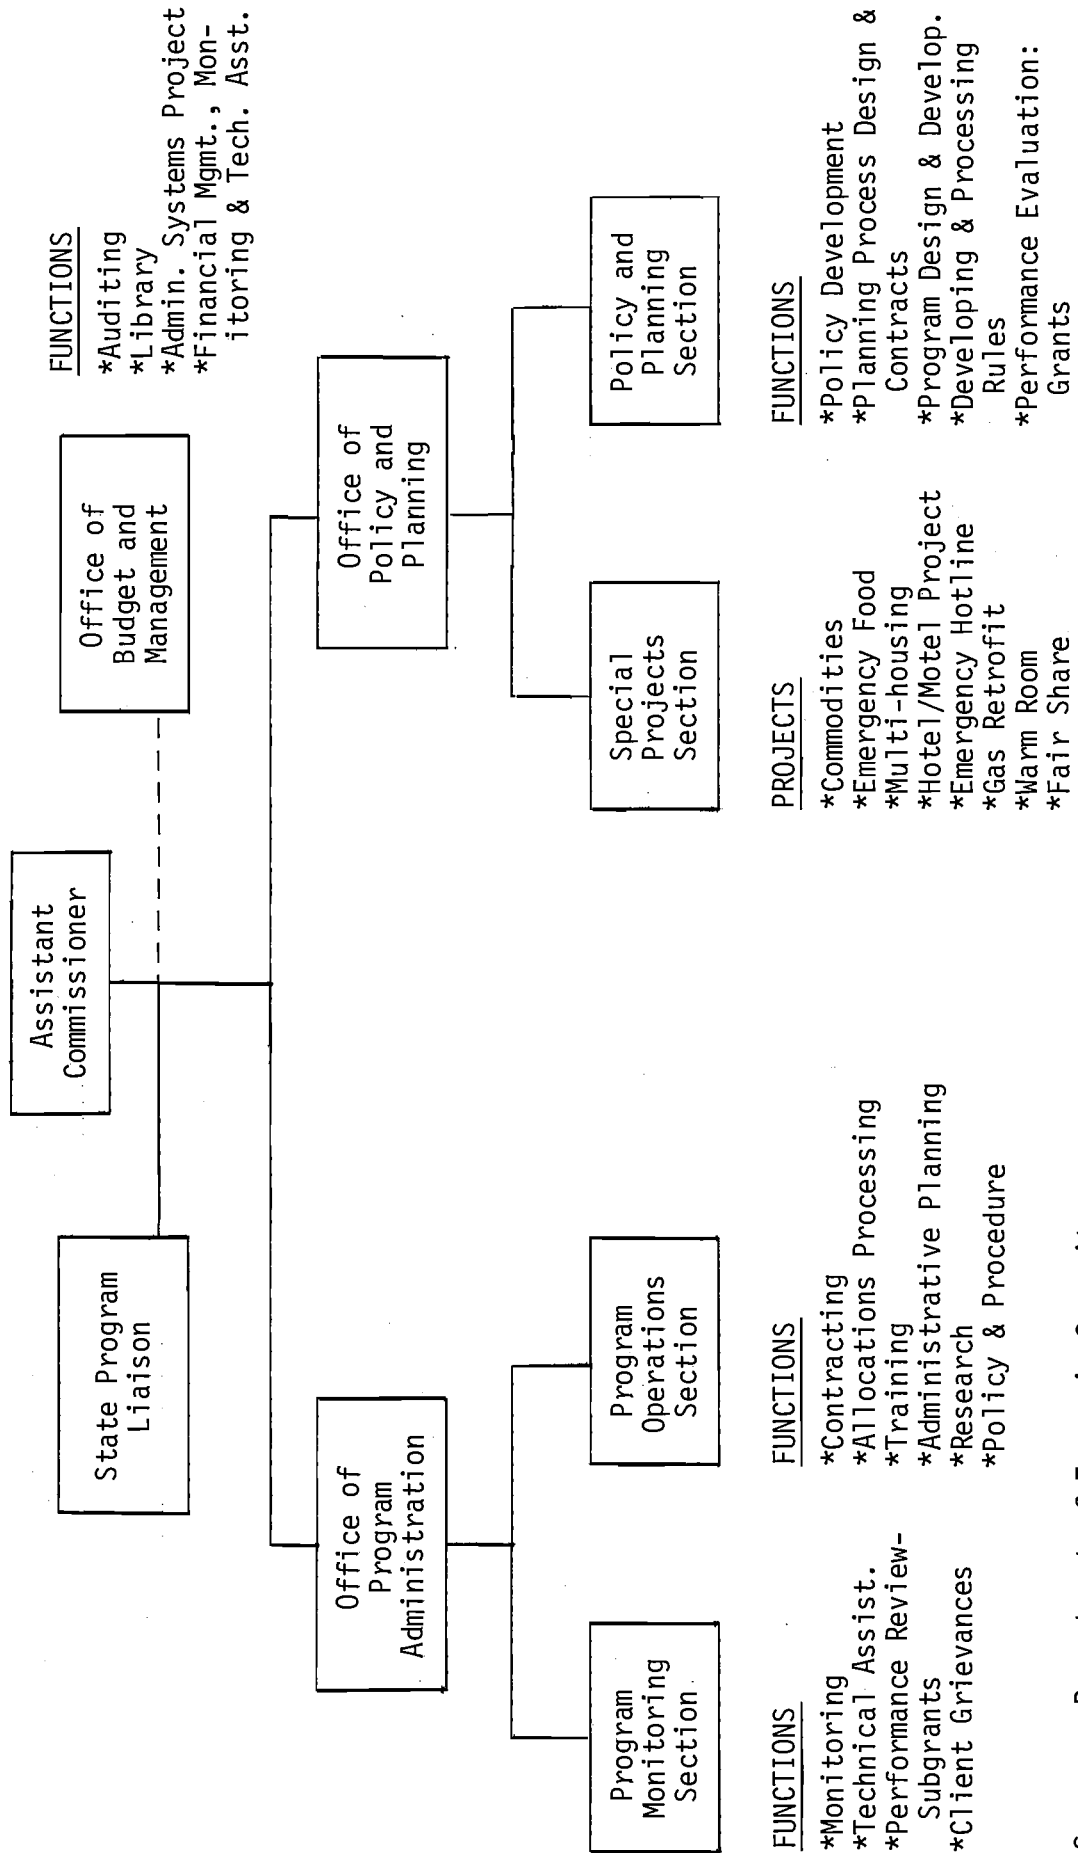 Assistant
Commissioner
State Program
Liaison
Office of
Budget and
Management
FUNCTIONS
*Auditing
*Library
*Admin. Systems Project
*Financial Mgmt., Mon-
itoring & Tech. Asst.
Office of
Program
Administration
Office of
Policy and
Planning
Program
Monitoring
Section
Program
Operations
Section
Special
Projects
Section
Policy and
Planning
Section
FUNCTIONS
*Monitoring
*Technical Assist.
*Performance Review-
Subgrants
*Client Grievances
FUNCTIONS
*Contracting
*Allocations Processing
*Training
*Administrative Planning
*Research
*Policy & Procedure
PROJECTS
*Commodities
*Emergency Food
*Multi-housing
*Hotel/Motel Project
*Emergency Hotline
*Gas Retrofit
*Warm Room
*Fair Share
FUNCTIONS
*Policy Development
*Planning Process Design &
Contracts
*Program Design & Develop.
*Developing & Processing
Rules
*Performance Evaluation:
Grants